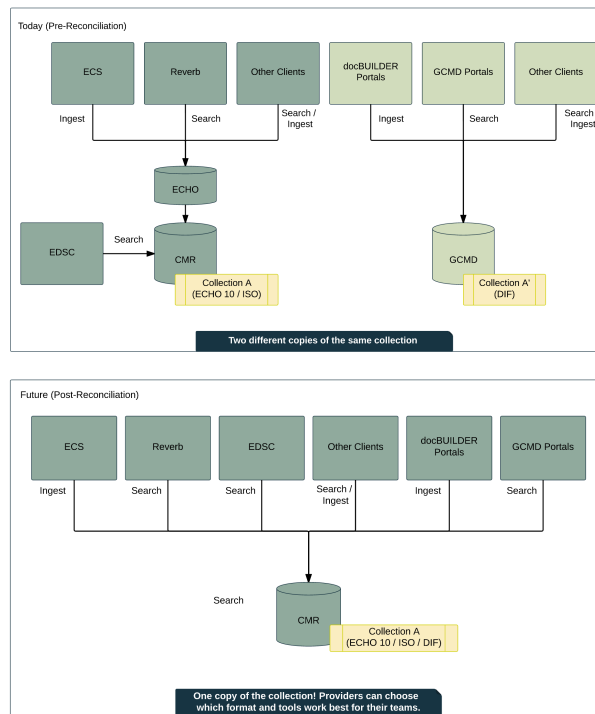 Today (Pre-Reconciliation)
ECS
Reverb
Other Clients
docBUILDER
Portals
GCMD Portals
Other Clients
Ingest
Search
Search /
Ingest
Ingest
Search
Search
Ingest
ECHO
EDSC
Search
CMR
GCMD
Collection A
(ECHO 10 / ISO)
Collection A'
(DIF)
Two different copies of the same collection
Future (Post-Reconciliation)
ECS
Reverb
EDSC
Other Clients
docBUILDER
Portals
GCMD Portals
Ingest
Search
Search
Search /
Ingest
Ingest
Search
Search
CMR
Collection A
(ECHO 10 / ISO / DIF)
One copy of the collection! Providers can choose
which format and tools work best for their teams.